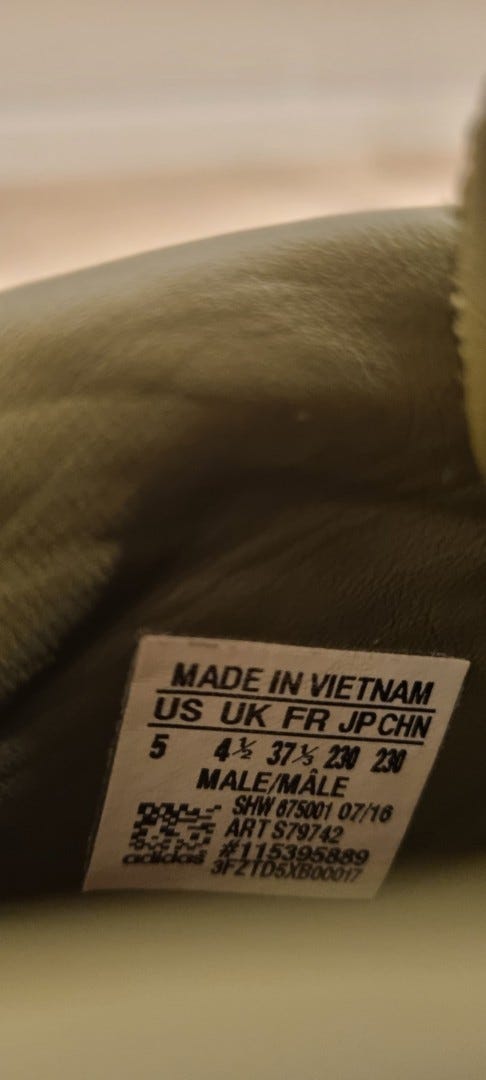 MADE IN VIETNAM
US UK FR JP CHN
5 4½ 37⅓ 230 230
MALE/MÂLE
SHW 675001 07/16
ART S79742
#115395889
adidas 3FZTD5XB00017